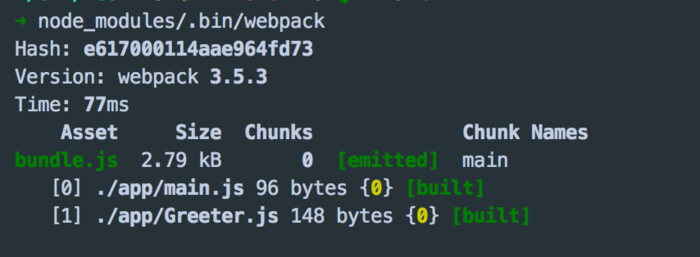 ➜ node_modules/.bin/webpack
Hash: e617000114aae964fd73
Version: webpack 3.5.3
Time: 77ms
Asset Size Chunks Chunk Names
bundle.js 2.79 kB 0 [emitted] main
[0] ./app/main.js 96 bytes {0} [built]
[1] ./app/Greeter.js 148 bytes {0} [built]